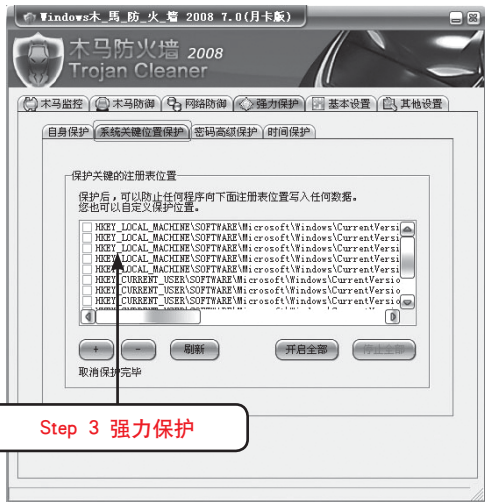 Windows木_馬_防_火_墙 2008 7.0(月卡版)
木马防火墙 2008
Trojan Cleaner
木马监控 木马防御 网络防御 强力保护 基本设置 其他设置
自身保护 系统关键位置保护 密码高级保护 时间保护
保护关键的注册表位置
保护后，可以防止任何程序向下面注册表位置写入任何数据。
您也可以自定义保护位置。
HKEY_LOCAL_MACHINE\SOFTWARE\Microsoft\Windows\CurrentVersi
HKEY_LOCAL_MACHINE\SOFTWARE\Microsoft\Windows\CurrentVersi
HKEY_LOCAL_MACHINE\SOFTWARE\Microsoft\Windows\CurrentVersi
HKEY_LOCAL_MACHINE\SOFTWARE\Microsoft\Windows\CurrentVersi
HKEY_LOCAL_MACHINE\SOFTWARE\Microsoft\Windows\CurrentVersi
HKEY_CURRENT_USER\SOFTWARE\Microsoft\Windows\CurrentVersio
HKEY_CURRENT_USER\SOFTWARE\Microsoft\Windows\CurrentVersio
HKEY_CURRENT_USER\SOFTWARE\Microsoft\Windows\CurrentVersio
+ - 刷新 开启全部 停止全部
取消保护完毕
Step 3 强力保护